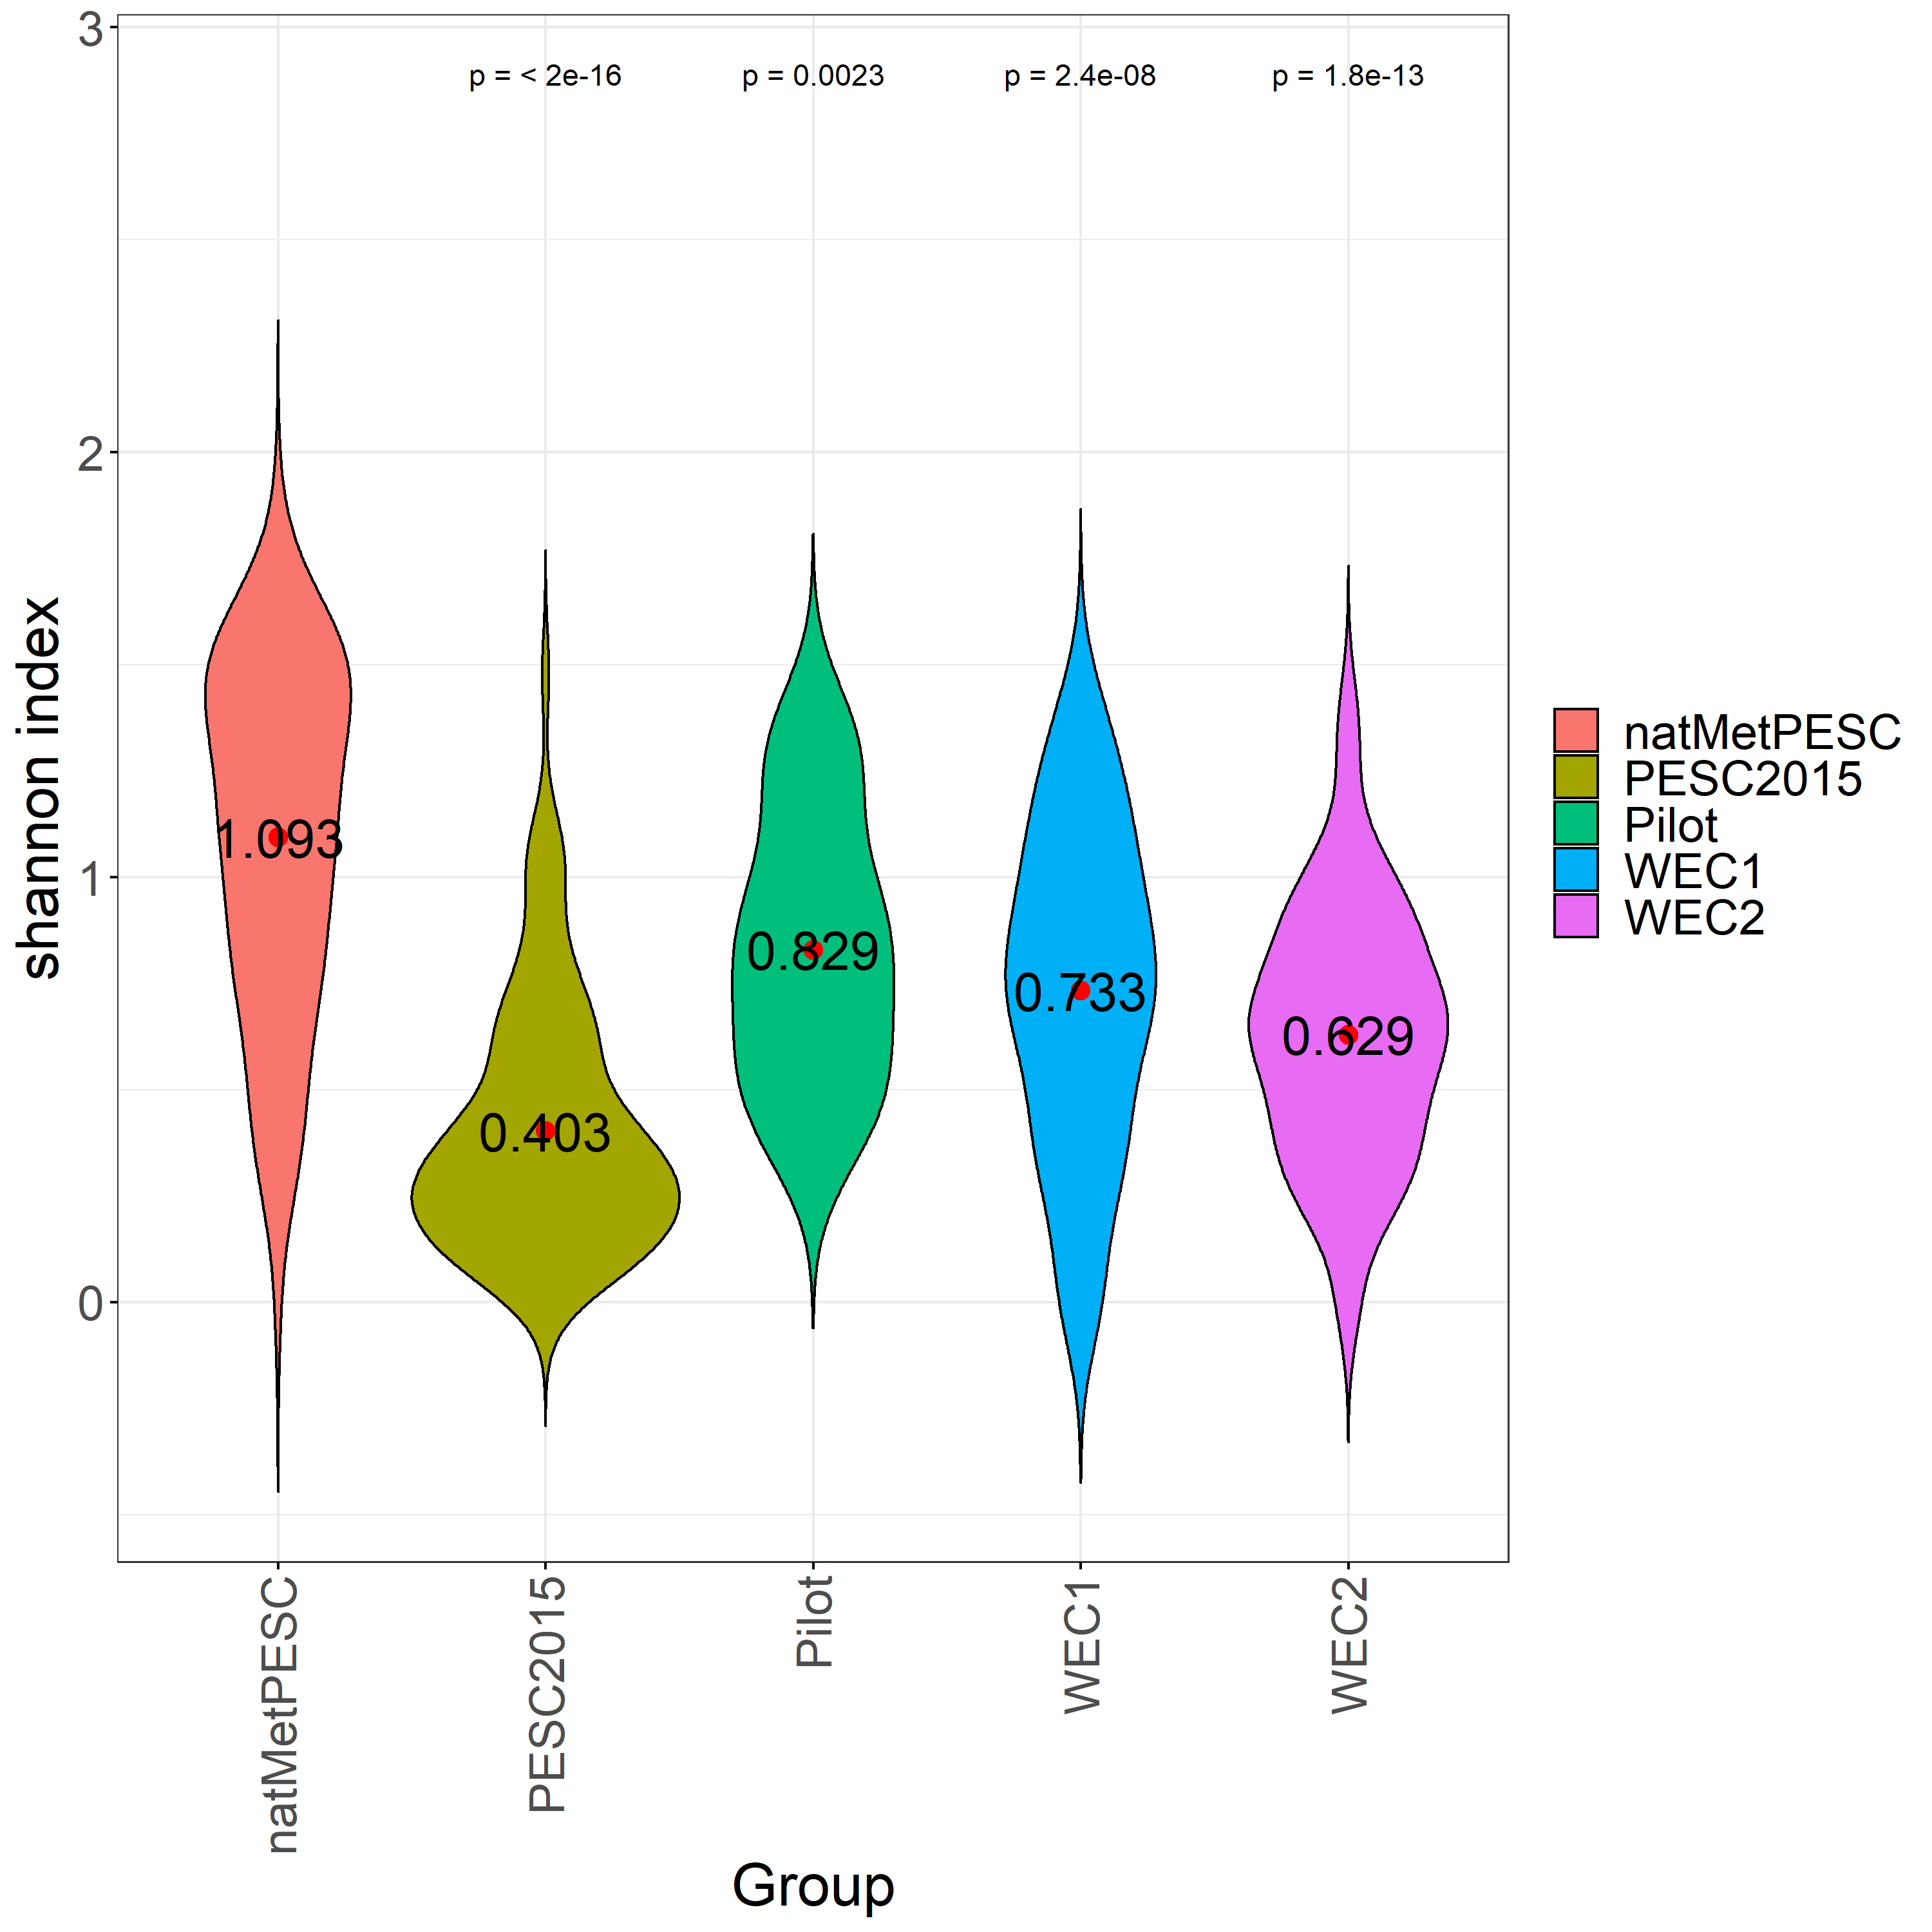 3
p = < 2e-16
p = 0.0023
p = 2.4e-08
p = 1.8e-13
2
1
0
shannon index
1.093
0.403
0.829
0.733
0.629
natMetPESC
PESC2015
Pilot
WEC1
WEC2
natMetPESC
PESC2015
Pilot
WEC1
WEC2
Group